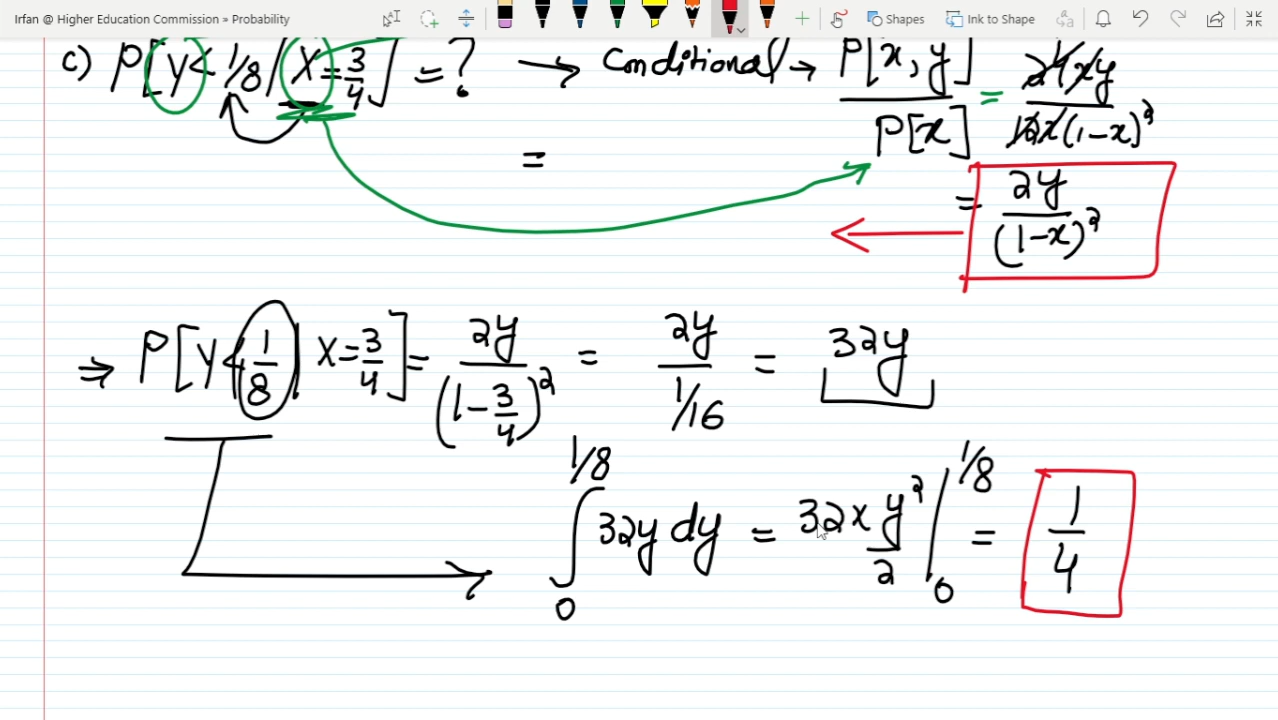 Irfan @ Higher Education Commission » Probability
Shapes
Ink to Shape
c) P[Y < 1/8 | X = 3/4] = ? → Conditional → P[x, y] / P[x] = 24xy / 12x(1-x)²
=
= 2y / (1-x)²
⇒ P[Y < 1/8 | X = 3/4] = 2y / (1 - 3/4)² = 2y / 1/16 = 32y
∫₀^1/8 32y dy = 32 x y²/2 |₀^1/8 = 1/4